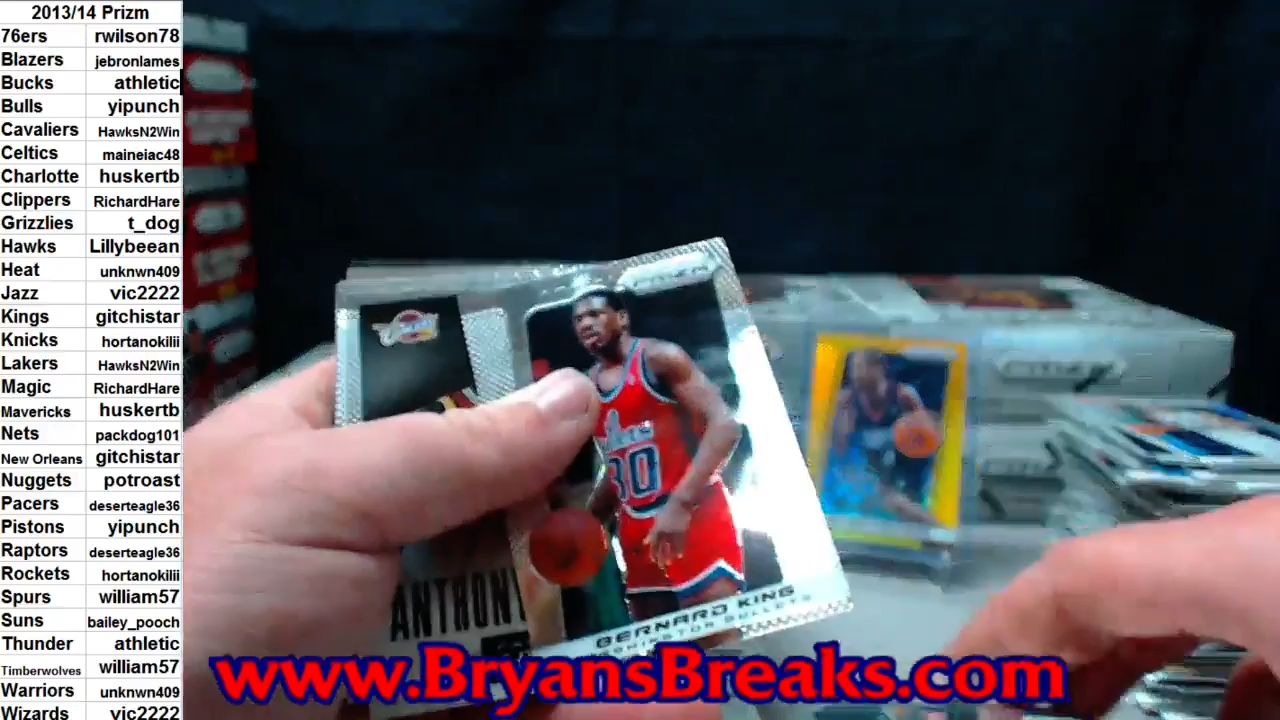 2013/14 Prizm
76ers rwilson78
Blazers jebronlames
Bucks athletic
Bulls yipunch
Cavaliers HawksN2Win
Celtics maineiac48
Charlotte huskertb
Clippers RichardHare
Grizzlies t_dog
Hawks Lillybeean
Heat unknwn409
Jazz vic2222
Kings gitchistar
Knicks hortanokilii
Lakers HawksN2Win
Magic RichardHare
Mavericks huskertb
Nets packdog101
New Orleans gitchistar
Nuggets potroast
Pacers deserteagle36
Pistons yipunch
Raptors deserteagle36
Rockets hortanokilii
Spurs william57
Suns bailey_pooch
Thunder athletic
Timberwolves william57
Warriors unknwn409
Wizards vic2222
PRIZM
30
ANTHONY
BERNARD KING
WASHINGTON BULLETS
www.BryansBreaks.com